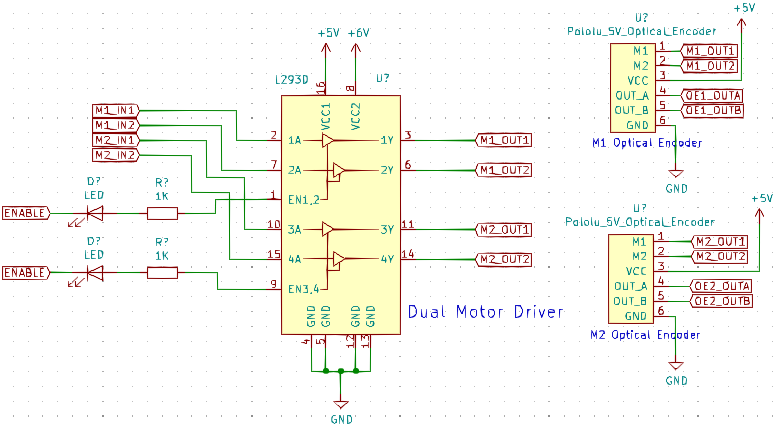 +5V
+6V
L293D
U?
16
8
VCC1
VCC2
M1_IN1
M1_IN2
M2_IN1
M2_IN2
2
1A
1Y
3
M1_OUT1
7
2A
2Y
6
M1_OUT2
1
EN1,2
10
3A
3Y
11
M2_OUT1
15
4A
4Y
14
M2_OUT2
9
EN3,4
D?
LED
R?
1K
ENABLE
D?
LED
R?
1K
ENABLE
GND
GND
GND
GND
4
5
12
13
GND
Dual Motor Driver
U?
Pololu_5V_Optical_Encoder
+5V
M1
1
M1_OUT1
M2
2
M1_OUT2
VCC
3
OUT_A
4
OE1_OUTA
OUT_B
5
OE1_OUTB
GND
6
M1 Optical Encoder
GND
U?
Pololu_5V_Optical_Encoder
+5V
M1
1
M2_OUT1
M2
2
M2_OUT2
VCC
3
OUT_A
4
OE2_OUTA
OUT_B
5
OE2_OUTB
GND
6
M2 Optical Encoder
GND